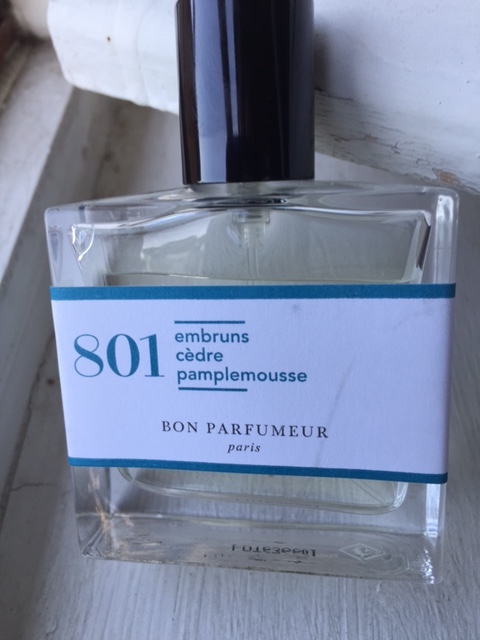 801
embruns
cèdre
pamplemousse
BON PARFUMEUR
paris